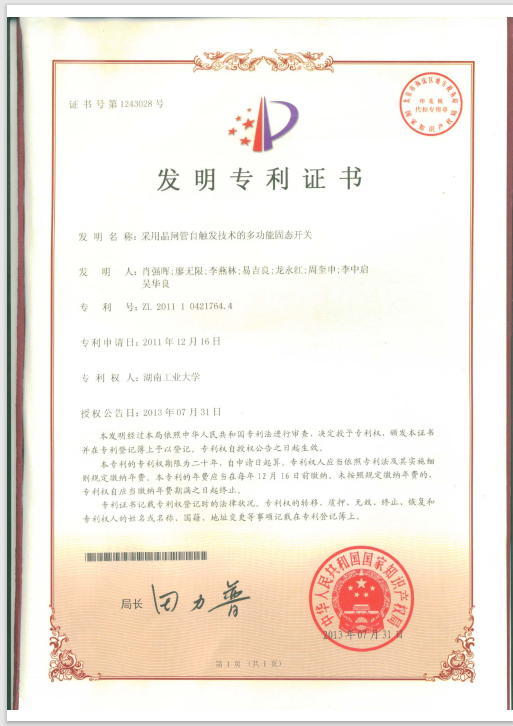 证书号第1243028号
印花税
代扣专用章
国家知识产权局
发明专利证书
发 明 名 称：采用晶闸管自触发技术的多功能固态开关
发 明 人：肖强晖;廖无限;李燕林;易吉良;龙永红;周奎申;李中启
吴华良
专 利 号：ZL 2011 1 0421764.4
专利申请日：2011年12月16日
专 利 权 人：湖南工业大学
授权公告日：2013年07月31日
本发明经过本局依照中华人民共和国专利法进行审查，决定授予专利权，颁发本证书
并在专利登记簿上予以登记。专利权自授权公告之日起生效。
本专利的专利权期限为二十年，自申请日起算。专利权人应当依照专利法及其实施细
则规定缴纳年费。本专利的年费应当在每年12月16日前缴纳。未按照规定缴纳年费的，
专利权自应当缴纳年费期满之日起终止。
专利证书记载专利权登记时的法律状况。专利权的转移、质押、无效、终止、恢复和
专利权人的姓名或名称、国籍、地址变更等事项记载在专利登记簿上。
局长 田力普
中华人民共和国国家知识产权局
2013年07月31日
第1页（共1页）